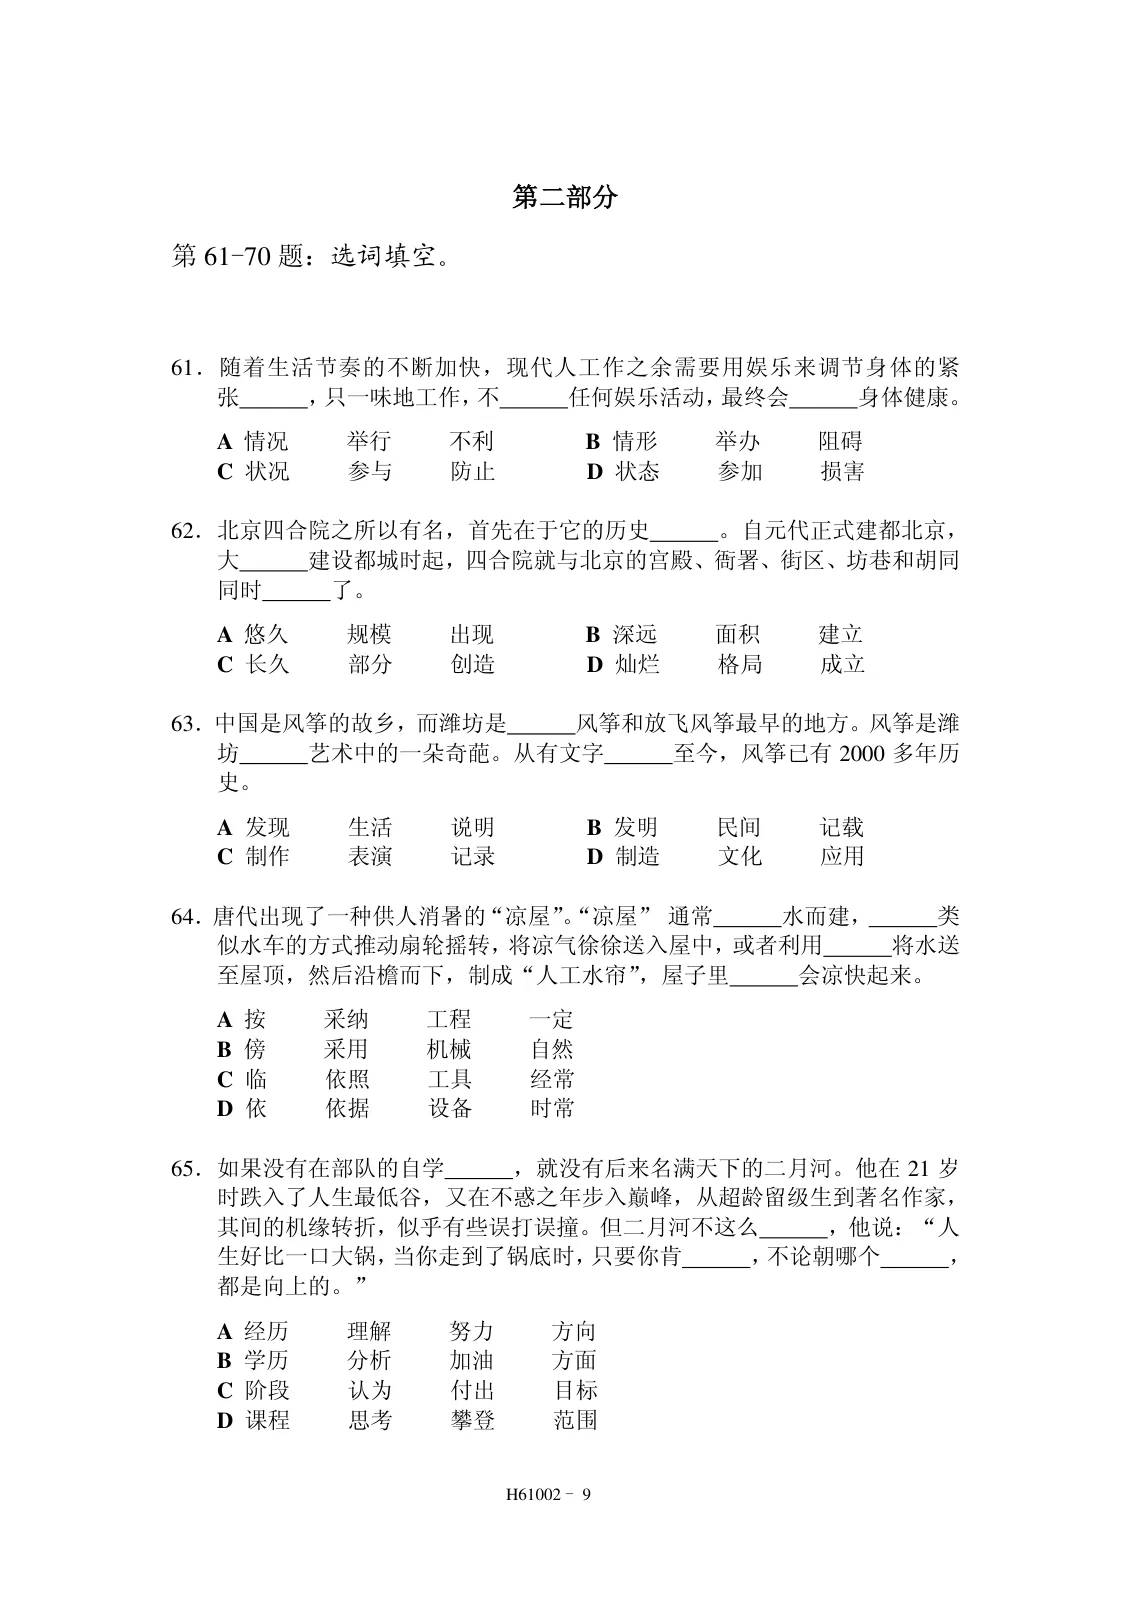 第二部分
第 61-70 题：选词填空。
61．随着生活节奏的不断加快，现代人工作之余需要用娱乐来调节身体的紧
张______，只一味地工作，不______任何娱乐活动，最终会______身体健康。
A 情况 举行 不利 B 情形 举办 阻碍
C 状况 参与 防止 D 状态 参加 损害
62．北京四合院之所以有名，首先在于它的历史______。自元代正式建都北京，
大______建设都城时起，四合院就与北京的宫殿、衙署、街区、坊巷和胡同
同时______了。
A 悠久 规模 出现 B 深远 面积 建立
C 长久 部分 创造 D 灿烂 格局 成立
63．中国是风筝的故乡，而潍坊是______风筝和放飞风筝最早的地方。风筝是潍
坊______艺术中的一朵奇葩。从有文字______至今，风筝已有 2000 多年历
史。
A 发现 生活 说明 B 发明 民间 记载
C 制作 表演 记录 D 制造 文化 应用
64．唐代出现了一种供人消暑的“凉屋”。“凉屋” 通常______水而建，______类
似水车的方式推动扇轮摇转，将凉气徐徐送入屋中，或者利用______将水送
至屋顶，然后沿檐而下，制成“人工水帘”，屋子里______会凉快起来。
A 按 采纳 工程 一定
B 傍 采用 机械 自然
C 临 依照 工具 经常
D 依 依据 设备 时常
65．如果没有在部队的自学______，就没有后来名满天下的二月河。他在 21 岁
时跌入了人生最低谷，又在不惑之年步入巅峰，从超龄留级生到著名作家，
其间的机缘转折，似乎有些误打误撞。但二月河不这么______，他说：“人
生好比一口大锅，当你走到了锅底时，只要你肯______，不论朝哪个______，
都是向上的。”
A 经历 理解 努力 方向
B 学历 分析 加油 方面
C 阶段 认为 付出 目标
D 课程 思考 攀登 范围
H61002 - 9